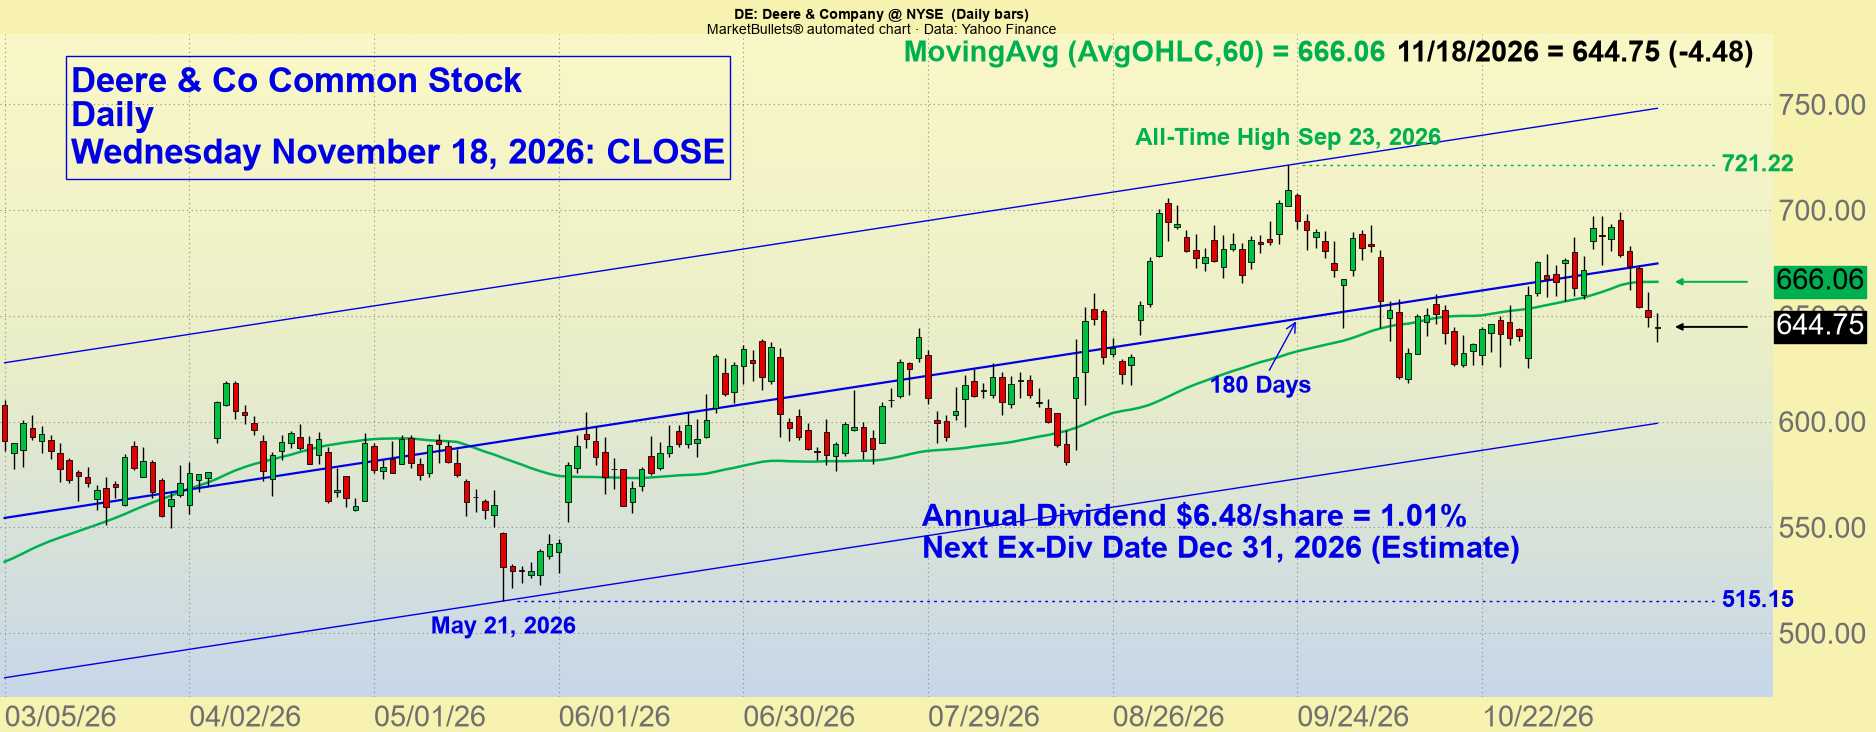 DE: Deere & Company @ NYSE  (Daily bars)
MarketBullets® automated chart · Data: Yahoo Finance
MovingAvg (AvgOHLC,60) = 666.06 11/18/2026 = 644.75 (-4.48)
Deere & Co Common Stock
Daily
Wednesday November 18, 2026: CLOSE
750.00
All-Time High Sep 23, 2026
721.22
700.00
666.06
644.75
180 Days
600.00
Annual Dividend $6.48/share = 1.01%
550.00
Next Ex-Div Date Dec 31, 2026 (Estimate)
515.15
May 21, 2026
500.00
03/05/26 04/02/26 05/01/26 06/01/26 06/30/26 07/29/26 08/26/26 09/24/26 10/22/26